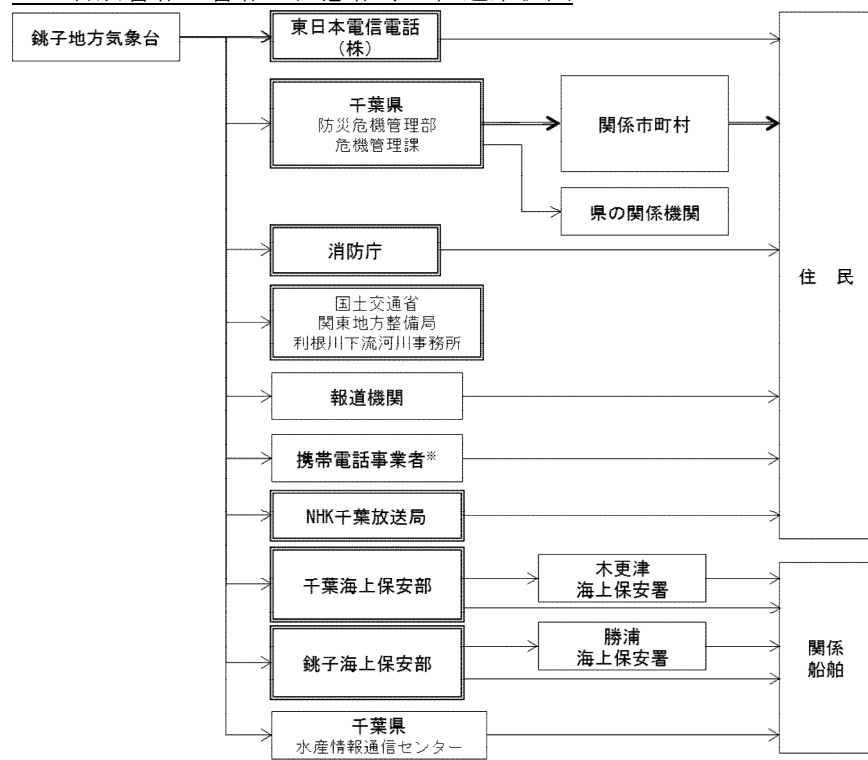 銚子地方気象台
東日本電信電話
(株)
千葉県
防災危機管理部
危機管理課
関係市町村
県の関係機関
消防庁
国土交通省
関東地方整備局
利根川下流河川事務所
報道機関
携帯電話事業者※
NHK千葉放送局
住 民
千葉海上保安部
木更津
海上保安署
銚子海上保安部
勝浦
海上保安署
関係
船舶
千葉県
水産情報通信センター